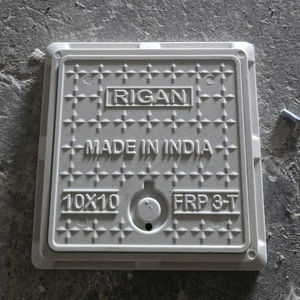 RIGAN
MADE IN INDIA
10X10 FRP 3-T